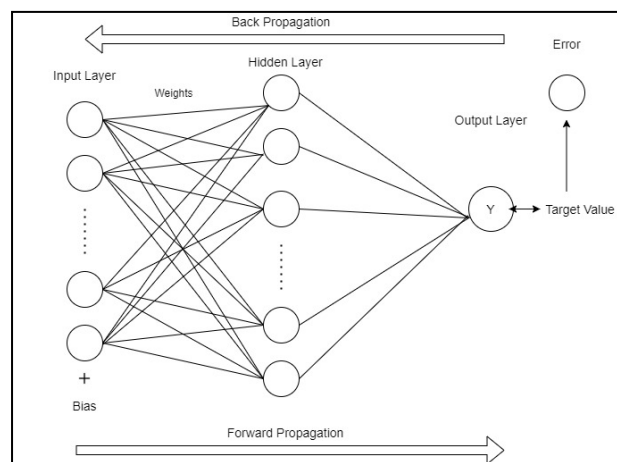 Back Propagation
Error
Input Layer
Hidden Layer
Weights
Output Layer
Y
Target Value
+
Bias
Forward Propagation